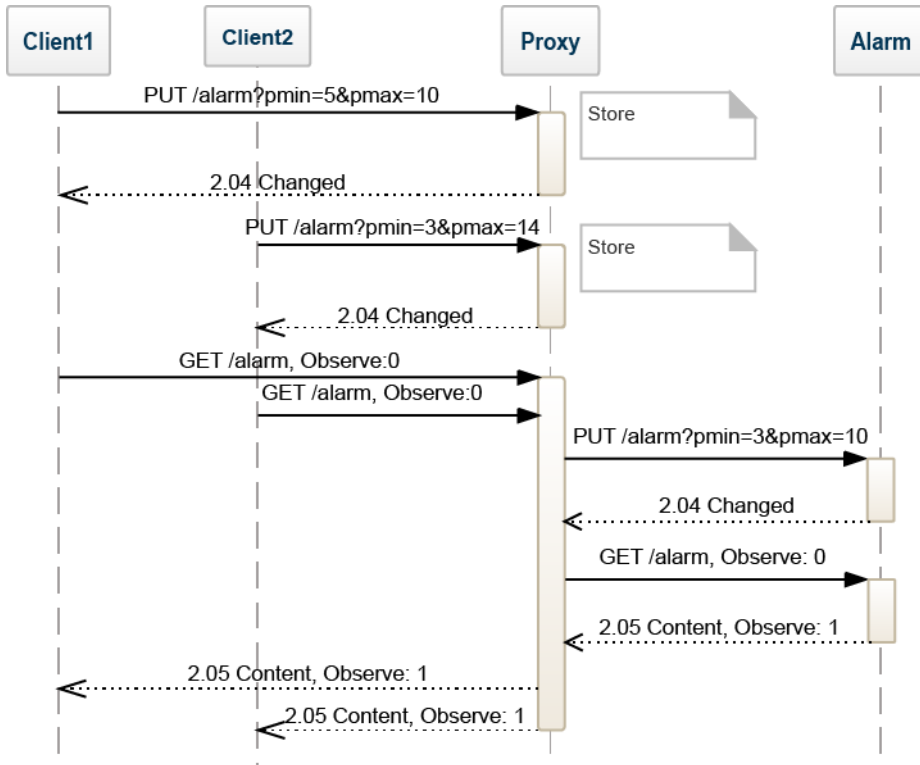 Client1
Client2
Proxy
Alarm
PUT /alarm?pmin=5&pmax=10
Store
2.04 Changed
PUT /alarm?pmin=3&pmax=14
Store
2.04 Changed
GET /alarm, Observe:0
GET /alarm, Observe:0
PUT /alarm?pmin=3&pmax=10
2.04 Changed
GET /alarm, Observe: 0
2.05 Content, Observe: 1
2.05 Content, Observe: 1
2.05 Content, Observe: 1